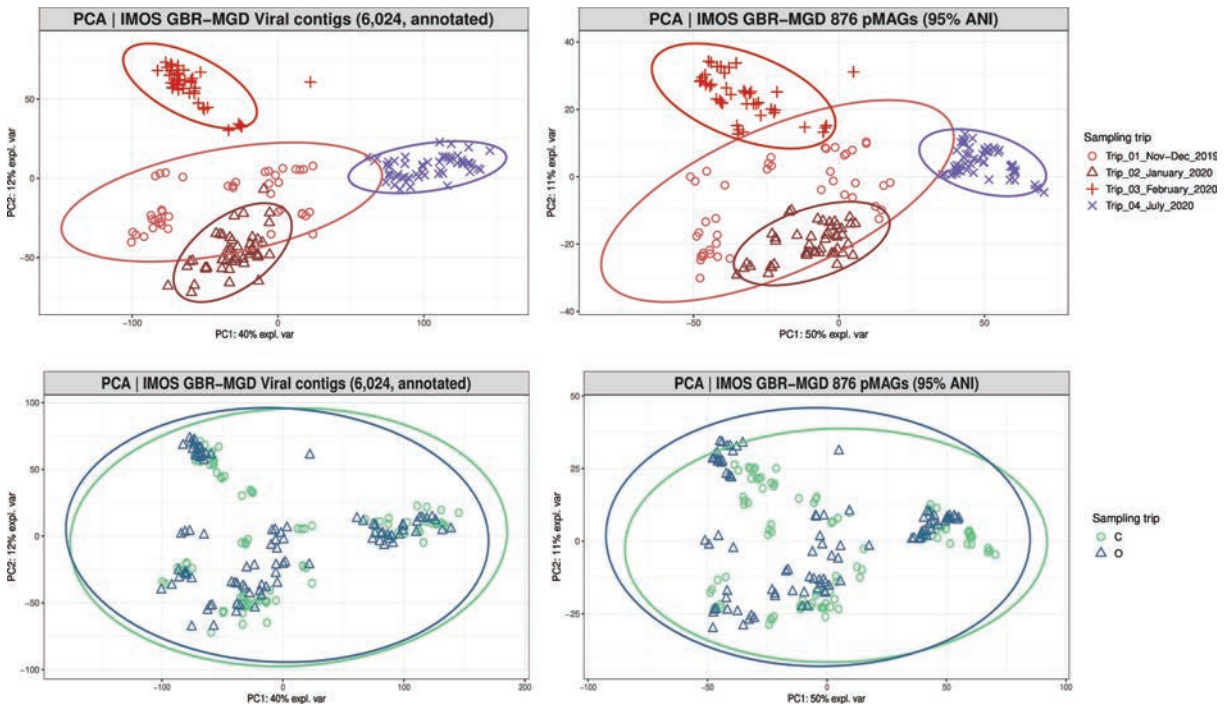 PCA | IMOS GBR−MGD Viral contigs (6,024, annotated)
PC2: 12% expl. var
50
0
−50
−100
0
100
PC1: 40% expl. var
PCA | IMOS GBR−MGD 876 pMAGs (95% ANI)
PC2: 11% expl. var
40
20
0
−20
−40
−50
0
50
PC1: 50% expl. var
Sampling trip
Trip_01_Nov−Dec_2019
Trip_02_January_2020
Trip_03_February_2020
Trip_04_July_2020
PCA | IMOS GBR−MGD Viral contigs (6,024, annotated)
PC2: 12% expl. var
100
50
0
−50
−100
−100
0
100
200
PC1: 40% expl. var
PCA | IMOS GBR−MGD 876 pMAGs (95% ANI)
PC2: 11% expl. var
50
25
0
−25
−100
−50
0
50
100
PC1: 50% expl. var
Sampling trip
C
O